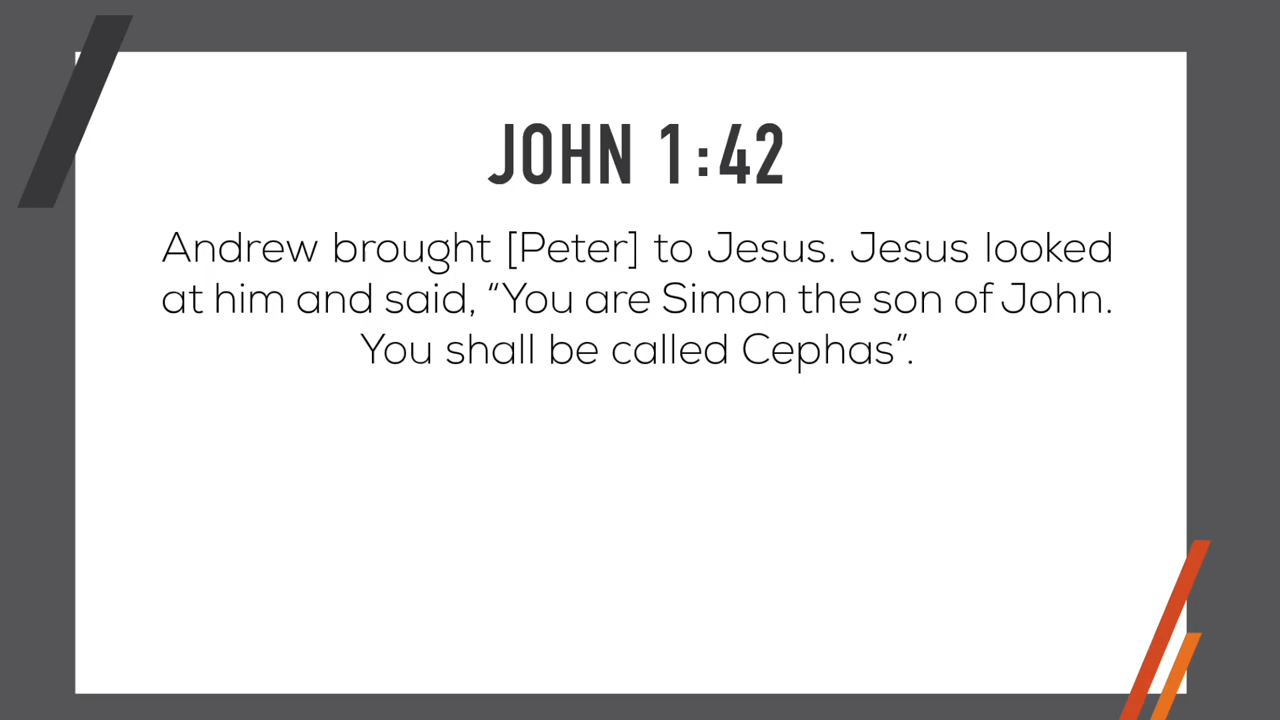 JOHN 1:42
Andrew brought [Peter] to Jesus. Jesus looked
at him and said, “You are Simon the son of John.
You shall be called Cephas”.